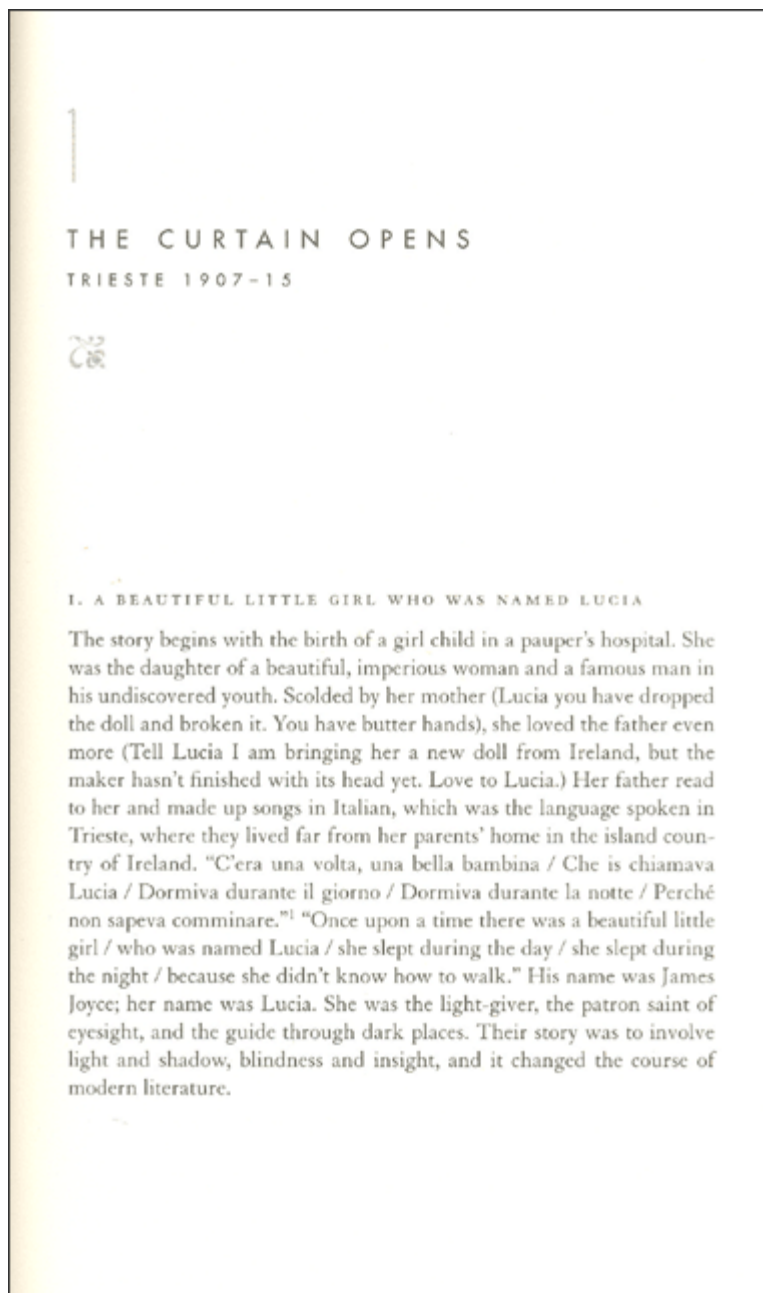 1
THE CURTAIN OPENS
TRIESTE 1907–15
I. A BEAUTIFUL LITTLE GIRL WHO WAS NAMED LUCIA
The story begins with the birth of a girl child in a pauper's hospital. She
was the daughter of a beautiful, imperious woman and a famous man in
his undiscovered youth. Scolded by her mother (Lucia you have dropped
the doll and broken it. You have butter hands), she loved the father even
more (Tell Lucia I am bringing her a new doll from Ireland, but the
maker hasn't finished with its head yet. Love to Lucia.) Her father read
to her and made up songs in Italian, which was the language spoken in
Trieste, where they lived far from her parents' home in the island coun-
try of Ireland. “C'era una volta, una bella bambina / Che is chiamava
Lucia / Dormiva durante il giorno / Dormiva durante la notte / Perché
non sapeva comminare.”1 “Once upon a time there was a beautiful little
girl / who was named Lucia / she slept during the day / she slept during
the night / because she didn't know how to walk.” His name was James
Joyce; her name was Lucia. She was the light-giver, the patron saint of
eyesight, and the guide through dark places. Their story was to involve
light and shadow, blindness and insight, and it changed the course of
modern literature.